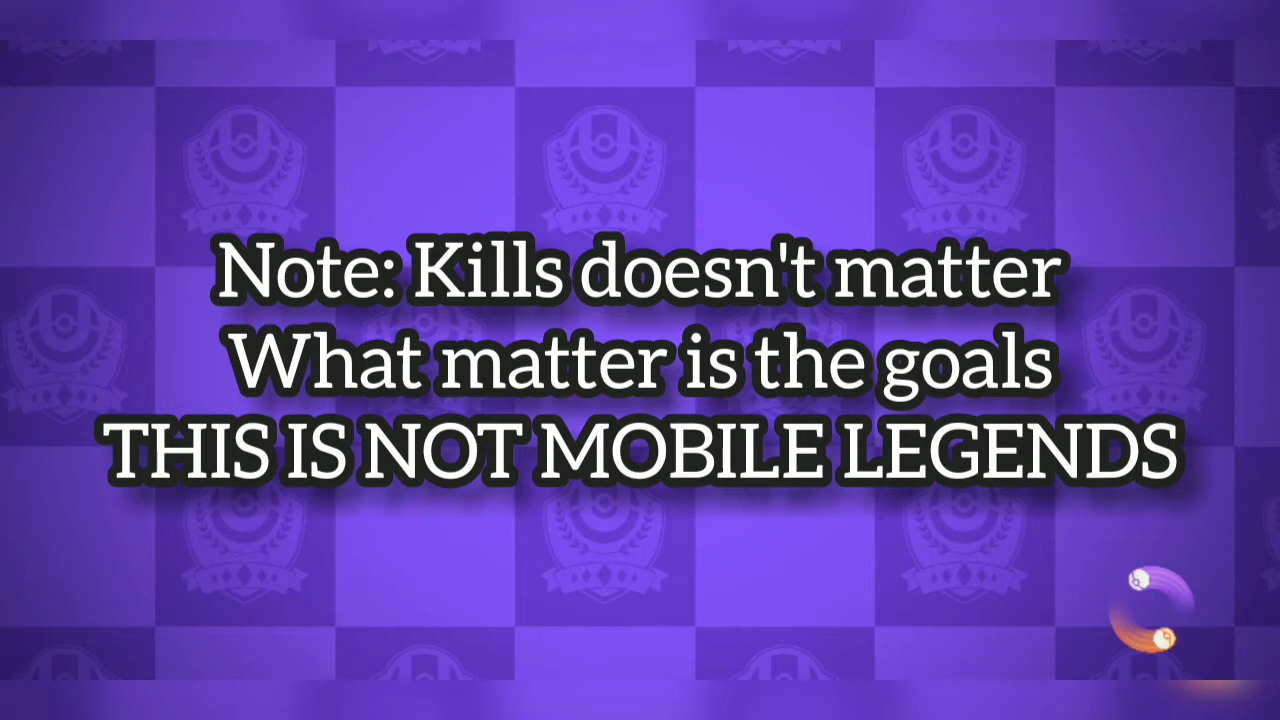 Note: Kills doesn't matter
What matter is the goals
THIS IS NOT MOBILE LEGENDS